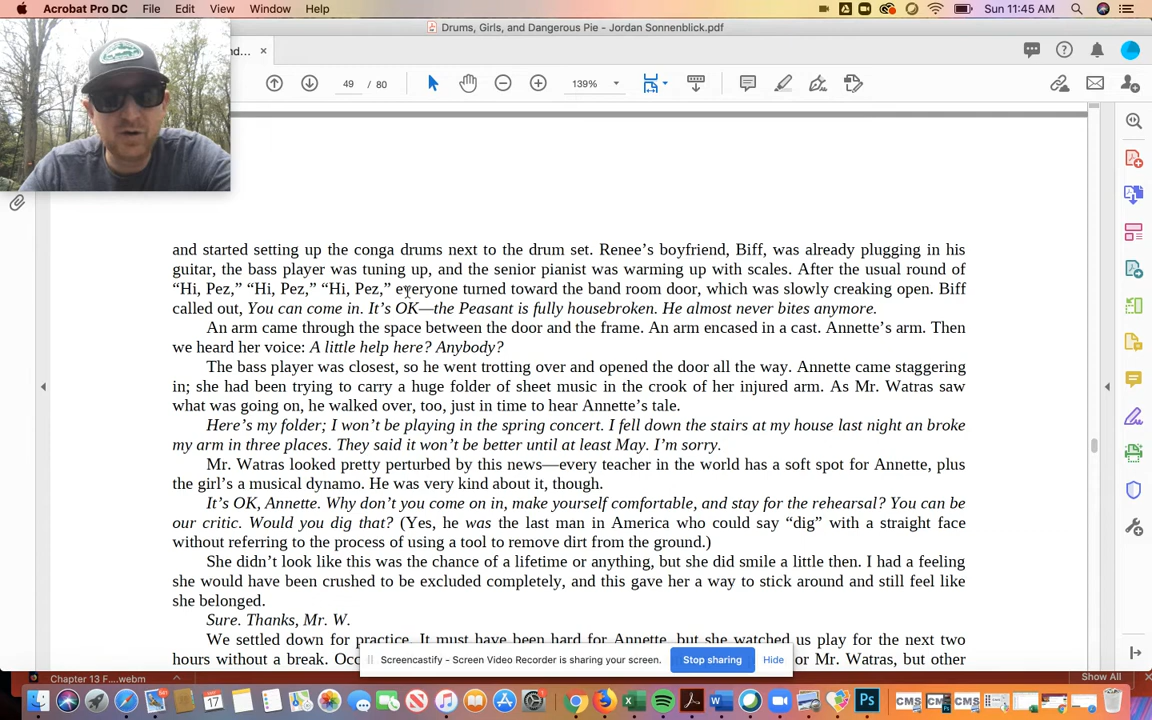 Acrobat Pro DC File Edit View Window Help Sun 11:45 AM
Drums, Girls, and Dangerous Pie - Jordan Sonnenblick.pdf
nd... ×
49 / 80 139%
and started setting up the conga drums next to the drum set. Renee's boyfriend, Biff, was already plugging in his
guitar, the bass player was tuning up, and the senior pianist was warming up with scales. After the usual round of
“Hi, Pez,” “Hi, Pez,” “Hi, Pez,” everyone turned toward the band room door, which was slowly creaking open. Biff
called out, You can come in. It's OK—the Peasant is fully housebroken. He almost never bites anymore.
An arm came through the space between the door and the frame. An arm encased in a cast. Annette's arm. Then
we heard her voice: A little help here? Anybody?
The bass player was closest, so he went trotting over and opened the door all the way. Annette came staggering
in; she had been trying to carry a huge folder of sheet music in the crook of her injured arm. As Mr. Watras saw
what was going on, he walked over, too, just in time to hear Annette's tale.
Here's my folder; I won't be playing in the spring concert. I fell down the stairs at my house last night an broke
my arm in three places. They said it won't be better until at least May. I'm sorry.
Mr. Watras looked pretty perturbed by this news—every teacher in the world has a soft spot for Annette, plus
the girl's a musical dynamo. He was very kind about it, though.
It's OK, Annette. Why don't you come on in, make yourself comfortable, and stay for the rehearsal? You can be
our critic. Would you dig that? (Yes, he was the last man in America who could say “dig” with a straight face
without referring to the process of using a tool to remove dirt from the ground.)
She didn't look like this was the chance of a lifetime or anything, but she did smile a little then. I had a feeling
she would have been crushed to be excluded completely, and this gave her a way to stick around and still feel like
she belonged.
Sure. Thanks, Mr. W.
We settled down for practice. It must have been hard for Annette, but she watched us play for the next two
hours without a break. Occ or Mr. Watras, but other
Screencastify - Screen Video Recorder is sharing your screen. Stop sharing Hide
Chapter 13 F....webm Show All
JUL
17
CMS CMS CMS